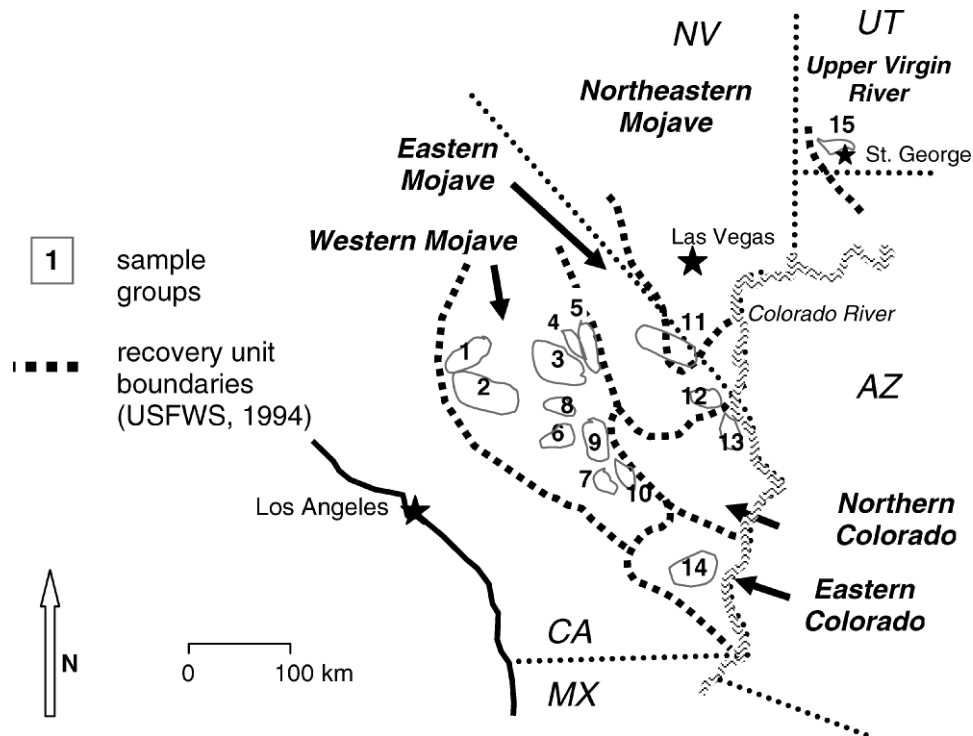 NV
UT
Northeastern
Mojave
Upper Virgin
River
15
St. George
Eastern
Mojave
Western Mojave
Las Vegas
1
sample
groups
recovery unit
boundaries
(USFWS, 1994)
Colorado River
AZ
5
4
11
1
3
2
12
8
6
9
13
7
10
Los Angeles
Northern
Colorado
14
Eastern
Colorado
N
0
100 km
CA
MX